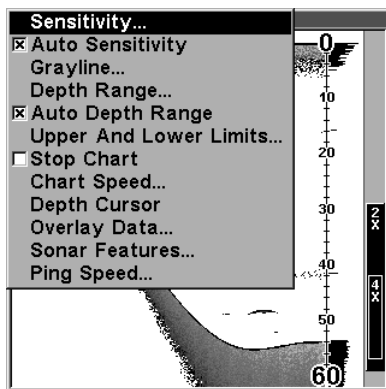 Sensitivity...
Auto Sensitivity
Grayline...
Depth Range...
Auto Depth Range
Upper And Lower Limits...
Stop Chart
Chart Speed...
Depth Cursor
Overlay Data...
Sonar Features...
Ping Speed...
0
10
20
30
40
50
60
2X
4X